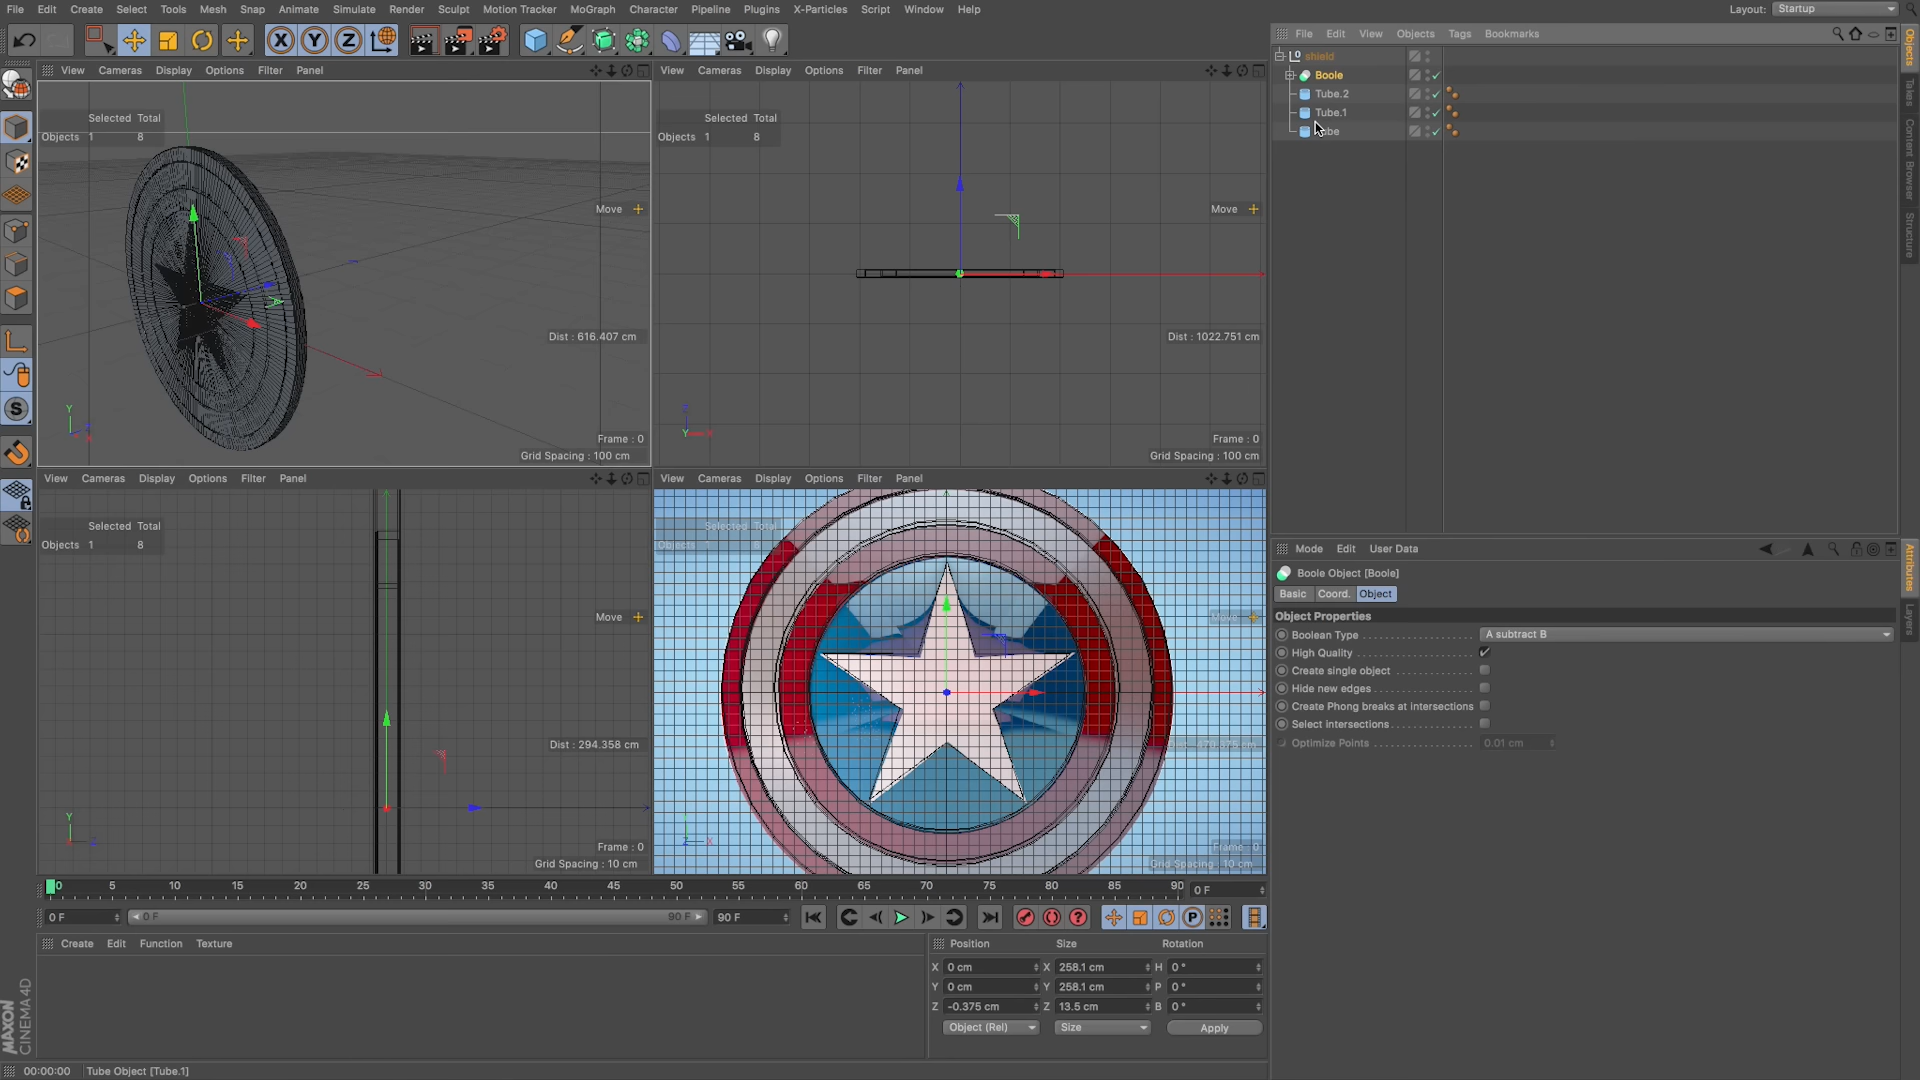 File Edit Create Select Tools Mesh Snap Animate Simulate Render Sculpt Motion Tracker MoGraph Character Pipeline Plugins X-Particles Script Window Help Layout: Startup
File Edit View Objects Tags Bookmarks
View Cameras Display Options Filter Panel
View Cameras Display Options Filter Panel
shield
Boole
Tube.2
Tube.1
Selected Total
Objects 1 8
Move
Dist : 616.407 cm
Frame : 0
Grid Spacing : 100 cm
Selected Total
Objects 1 8
Move
Dist : 1022.751 cm
Frame : 0
Grid Spacing : 100 cm
View Cameras Display Options Filter Panel
View Cameras Display Options Filter Panel
Selected Total
Objects 1 8
Move
Dist : 294.358 cm
Frame : 0
Grid Spacing : 10 cm
Selected Total
Objects
Move
Frame : 0
Grid Spacing : 10 cm
Objects
Takes
Content Browser
Structure
Attributes
Layers
Mode Edit User Data
Boole Object [Boole]
Basic Coord. Object
Object Properties
Boolean Type A subtract B
High Quality
Create single object
Hide new edges
Create Phong breaks at intersections
Select intersections
Optimize Points 0.01 cm
0 5 10 15 20 25 30 35 40 45 50 55 60 65 70 75 80 85 90 0 F
0 F 0 F 90 F 90 F
Create Edit Function Texture
Position Size Rotation
X 0 cm X 258.1 cm H 0 °
Y 0 cm Y 258.1 cm P 0 °
Z -0.375 cm Z 13.5 cm B 0 °
Object (Rel) Size Apply
MAXON
CINEMA 4D
00:00:00 Tube Object [Tube.1]